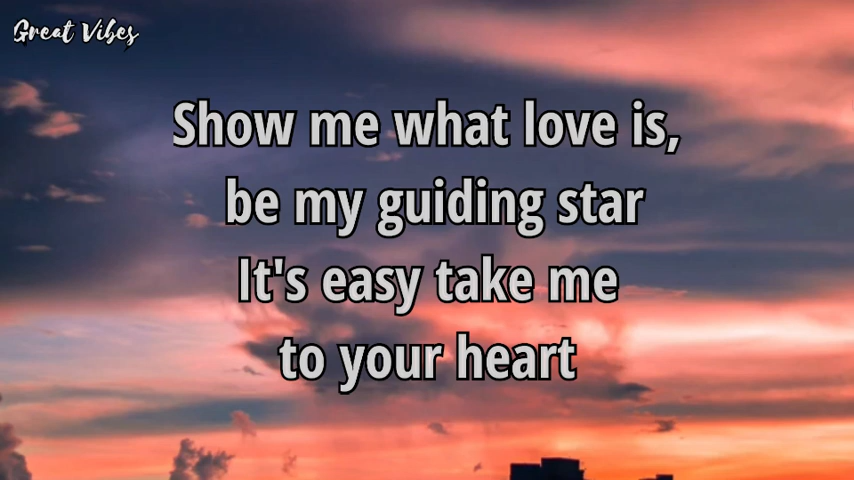 Great Vibes
Show me what love is,
be my guiding star
It's easy take me
to your heart